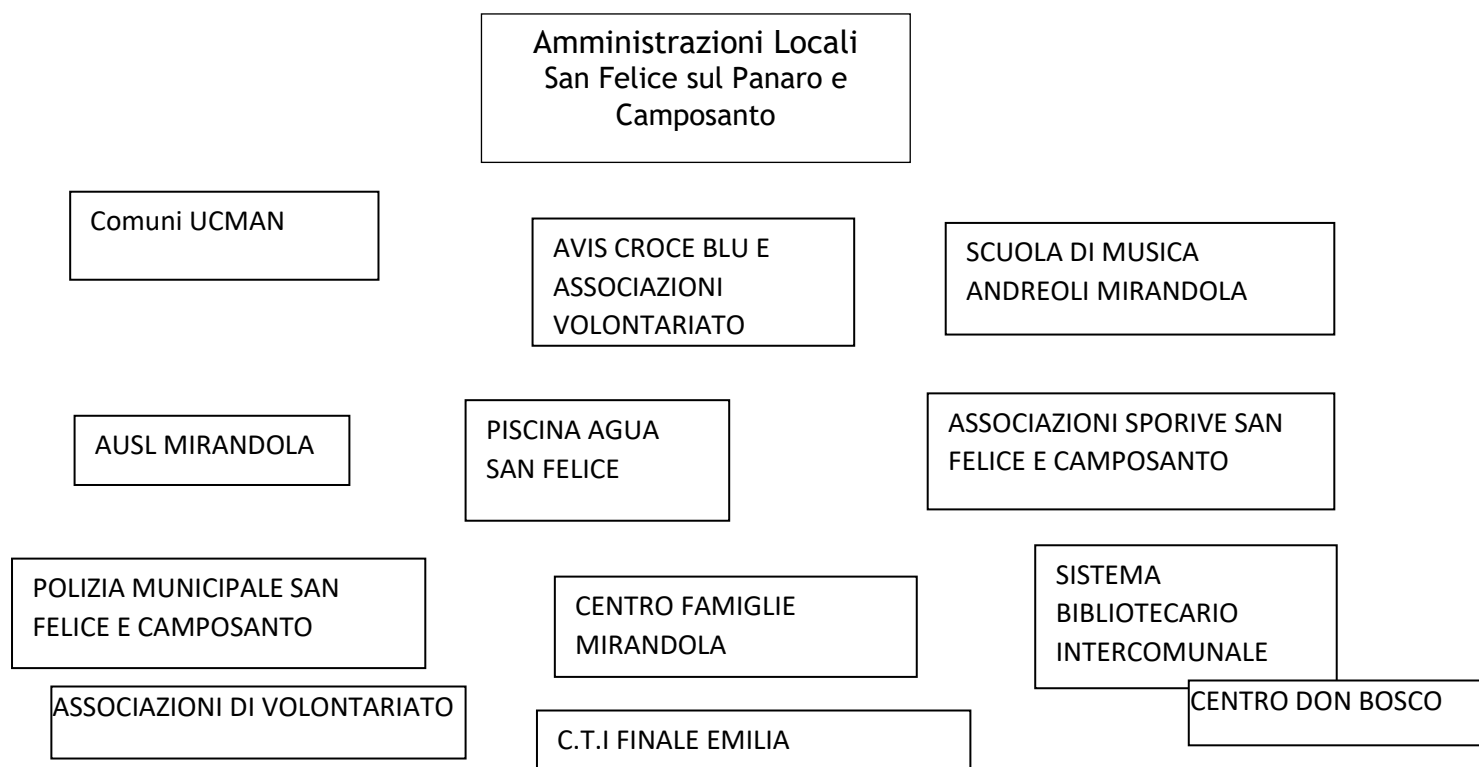 Amministrazioni Locali
San Felice sul Panaro e
Camposanto
Comuni UCMAN
AVIS CROCE BLU E
ASSOCIAZIONI
VOLONTARIATO
SCUOLA DI MUSICA
ANDREOLI MIRANDOLA
AUSL MIRANDOLA
PISCINA AGUA
SAN FELICE
ASSOCIAZIONI SPORIVE SAN
FELICE E CAMPOSANTO
POLIZIA MUNICIPALE SAN
FELICE E CAMPOSANTO
CENTRO FAMIGLIE
MIRANDOLA
SISTEMA
BIBLIOTECARIO
INTERCOMUNALE
ASSOCIAZIONI DI VOLONTARIATO
C.T.I FINALE EMILIA
CENTRO DON BOSCO